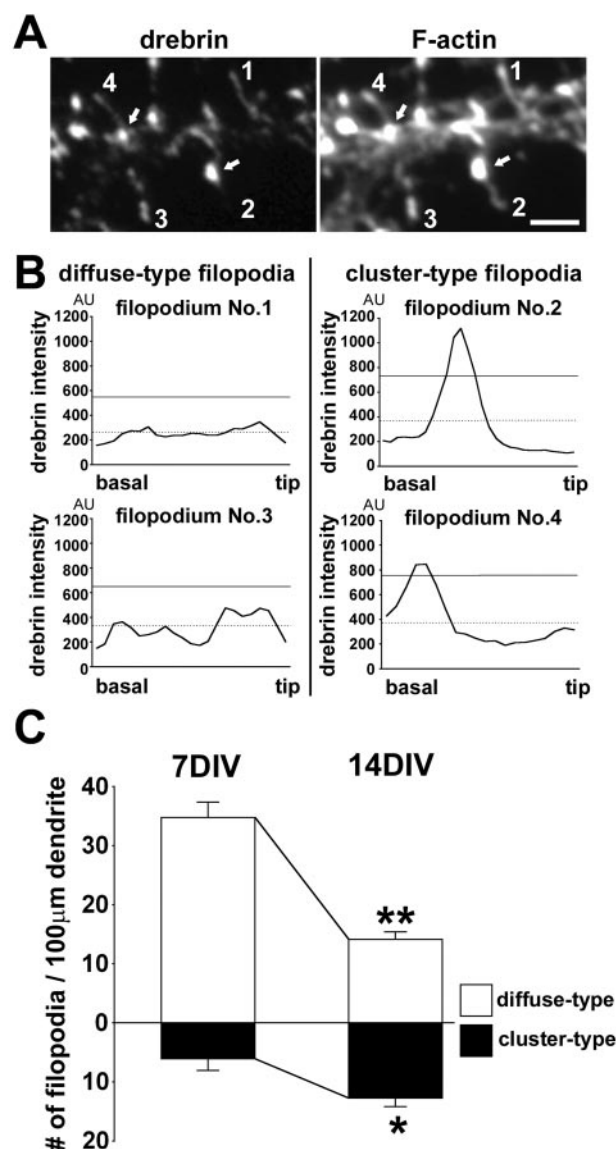 A
drebrin F-actin
1 4 3 2
1 4 3 2
B
diffuse-type filopodia
cluster-type filopodia
AU
filopodium No.1
drebrin intensity
1200
1000
800
600
400
200
0
basal tip
AU
filopodium No.2
drebrin intensity
1200
1000
800
600
400
200
0
basal tip
AU
filopodium No.3
drebrin intensity
1200
1000
800
600
400
200
0
basal tip
AU
filopodium No.4
drebrin intensity
1200
1000
800
600
400
200
0
basal tip
C
7DIV 14DIV
# of filopodia / 100µm dendrite
40
30
20
10
0
10
20
**
*
diffuse-type
cluster-type